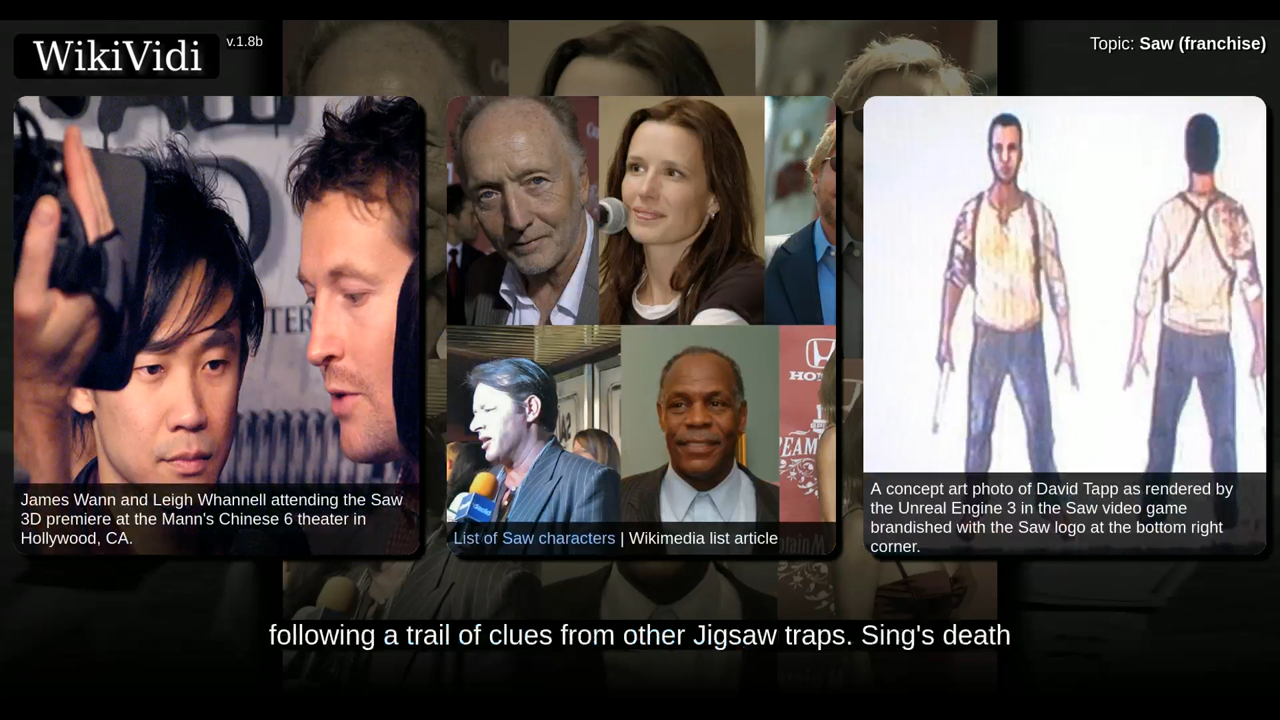 WikiVidi
v.1.8b
Topic: Saw (franchise)
TER
James Wann and Leigh Whannell attending the Saw
3D premiere at the Mann's Chinese 6 theater in
Hollywood, CA.
HO
List of Saw characters | Wikimedia list article
A concept art photo of David Tapp as rendered by
the Unreal Engine 3 in the Saw video game
brandished with the Saw logo at the bottom right
corner.
following a trail of clues from other Jigsaw traps. Sing's death